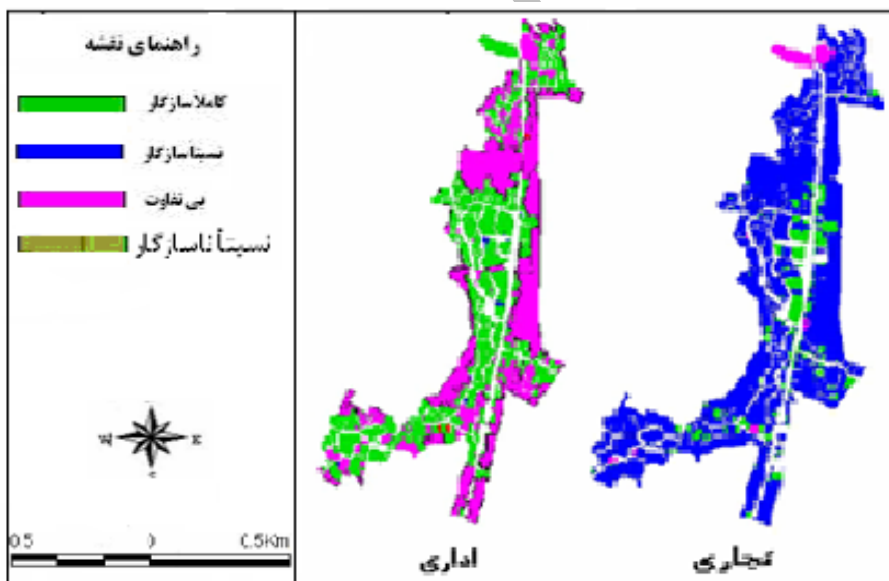 راهنمای نقشه
کاملاً سازگار
نسبتاً سازگار
بی تفاوت
نسبتاً ناسازگار
E
0.5 0 0.5Km
اداری
تجاری